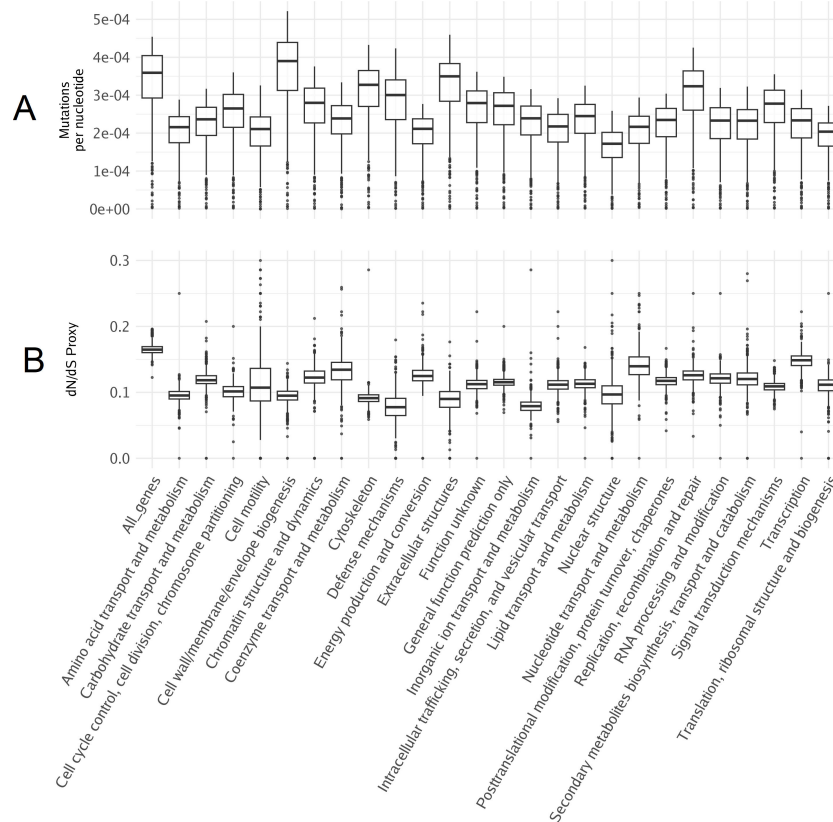 A
Mutations
per nucleotide
5e-04
4e-04
3e-04
2e-04
1e-04
0e+00
B
dN/dS Proxy
0.3
0.2
0.1
0.0
All_genes
Amino acid transport and metabolism
Carbohydrate transport and metabolism
Cell cycle control, cell division, chromosome partitioning
Cell motility
Cell wall/membrane/envelope biogenesis
Chromatin structure and dynamics
Coenzyme transport and metabolism
Cytoskeleton
Defense mechanisms
Energy production and conversion
Extracellular structures
Function unknown
General function prediction only
Inorganic ion transport and metabolism
Intracellular trafficking, secretion, and vesicular transport
Lipid transport and metabolism
Nuclear structure
Nucleotide transport and metabolism
Posttranslational modification, protein turnover, chaperones
Replication, recombination and repair
RNA processing and modification
Secondary metabolites biosynthesis, transport and catabolism
Signal transduction mechanisms
Transcription
Translation, ribosomal structure and biogenesis